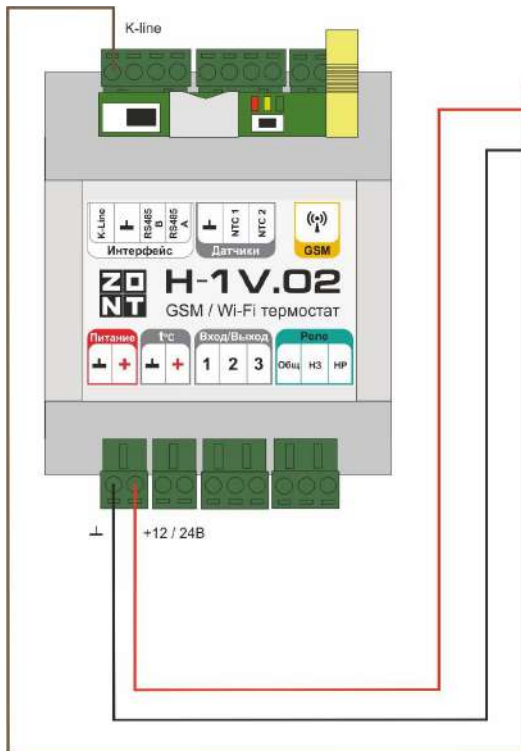 K-line
K-Line ⊥ RS485 B RS485 A
Интерфейс
⊥ NTC 1 NTC 2
Датчики
GSM
ZONT
H-1V.02
GSM / Wi-Fi термостат
Питание t°C Вход/Выход Реле
⊥ + ⊥ + 1 2 3 Общ НЗ НР
⊥ +12 / 24В